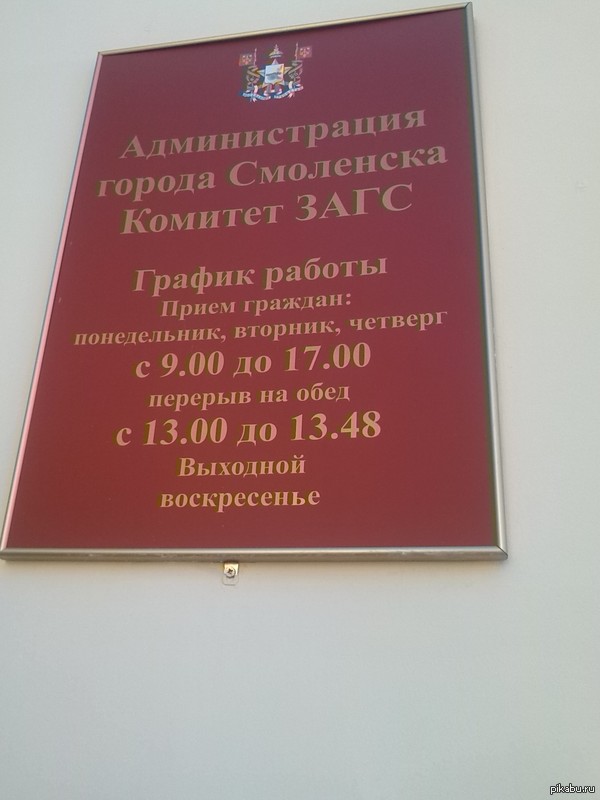 Администрация
города Смоленска
Комитет ЗАГС
График работы
Прием граждан:
понедельник, вторник, четверг
с 9.00 до 17.00
перерыв на обед
с 13.00 до 13.48
Выходной
воскресенье
pikabu.ru